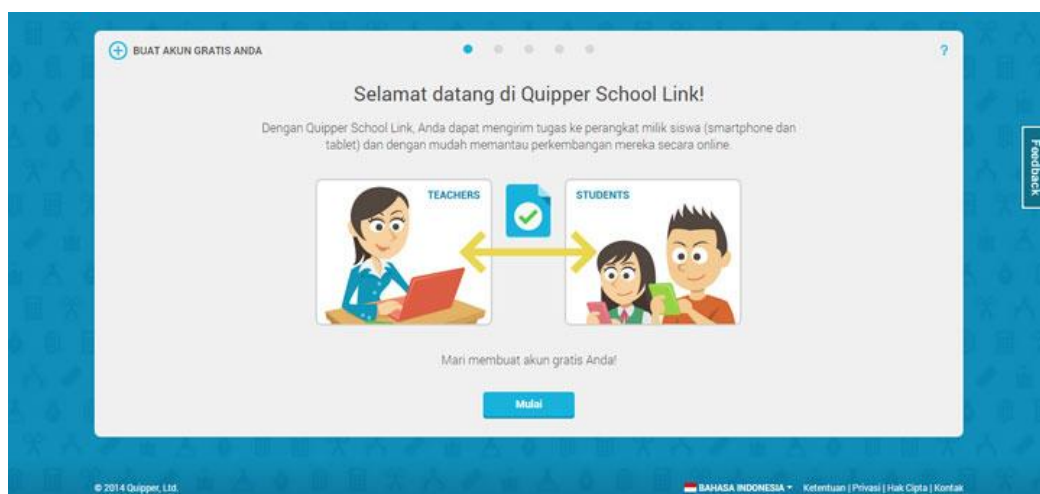 BUAT AKUN GRATIS ANDA
?
Selamat datang di Quipper School Link!
Dengan Quipper School Link, Anda dapat mengirim tugas ke perangkat milik siswa (smartphone dan
tablet) dan dengan mudah memantau perkembangan mereka secara online.
TEACHERS
STUDENTS
Mari membuat akun gratis Anda!
Mulai
Feedback
© 2014 Quipper, Ltd.
BAHASA INDONESIA
Ketentuan | Privasi | Hak Cipta | Kontak